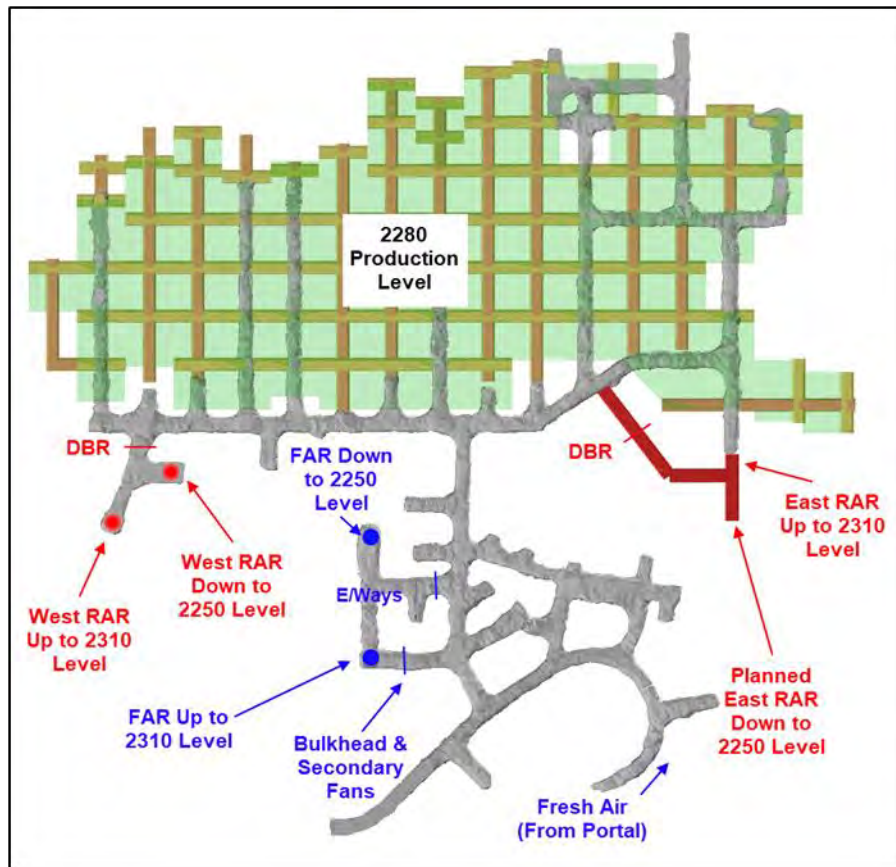 2280
Production
Level
DBR
DBR
FAR Down
to 2250
Level
East RAR
Up to 2310
Level
West RAR
Down to
2250 Level
E/Ways
West RAR
Up to 2310
Level
Planned
East RAR
Down to
2250 Level
FAR Up to
2310 Level
Bulkhead &
Secondary
Fans
Fresh Air
(From Portal)